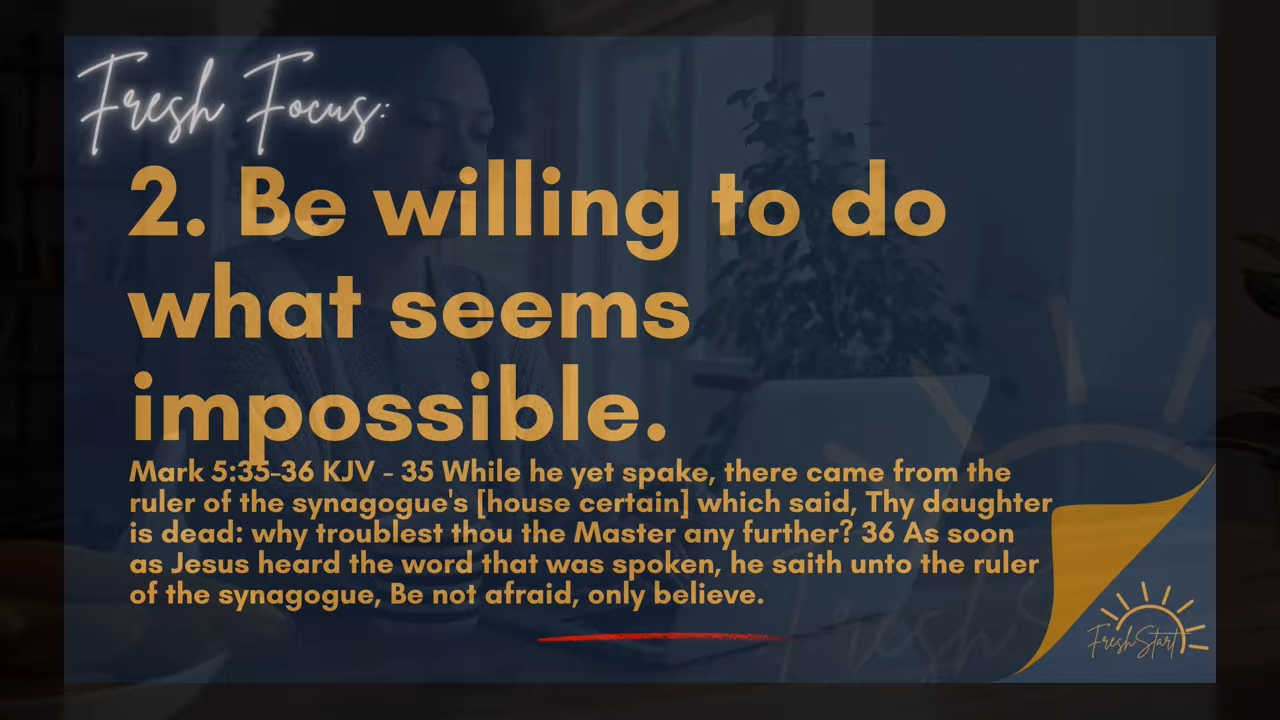 Fresh Focus:
2. Be willing to do
what seems
impossible.
Mark 5:35-36 KJV - 35 While he yet spake, there came from the
ruler of the synagogue's [house certain] which said, Thy daughter
is dead: why troublest thou the Master any further? 36 As soon
as Jesus heard the word that was spoken, he saith unto the ruler
of the synagogue, Be not afraid, only believe.
Fresh S
Fresh Start